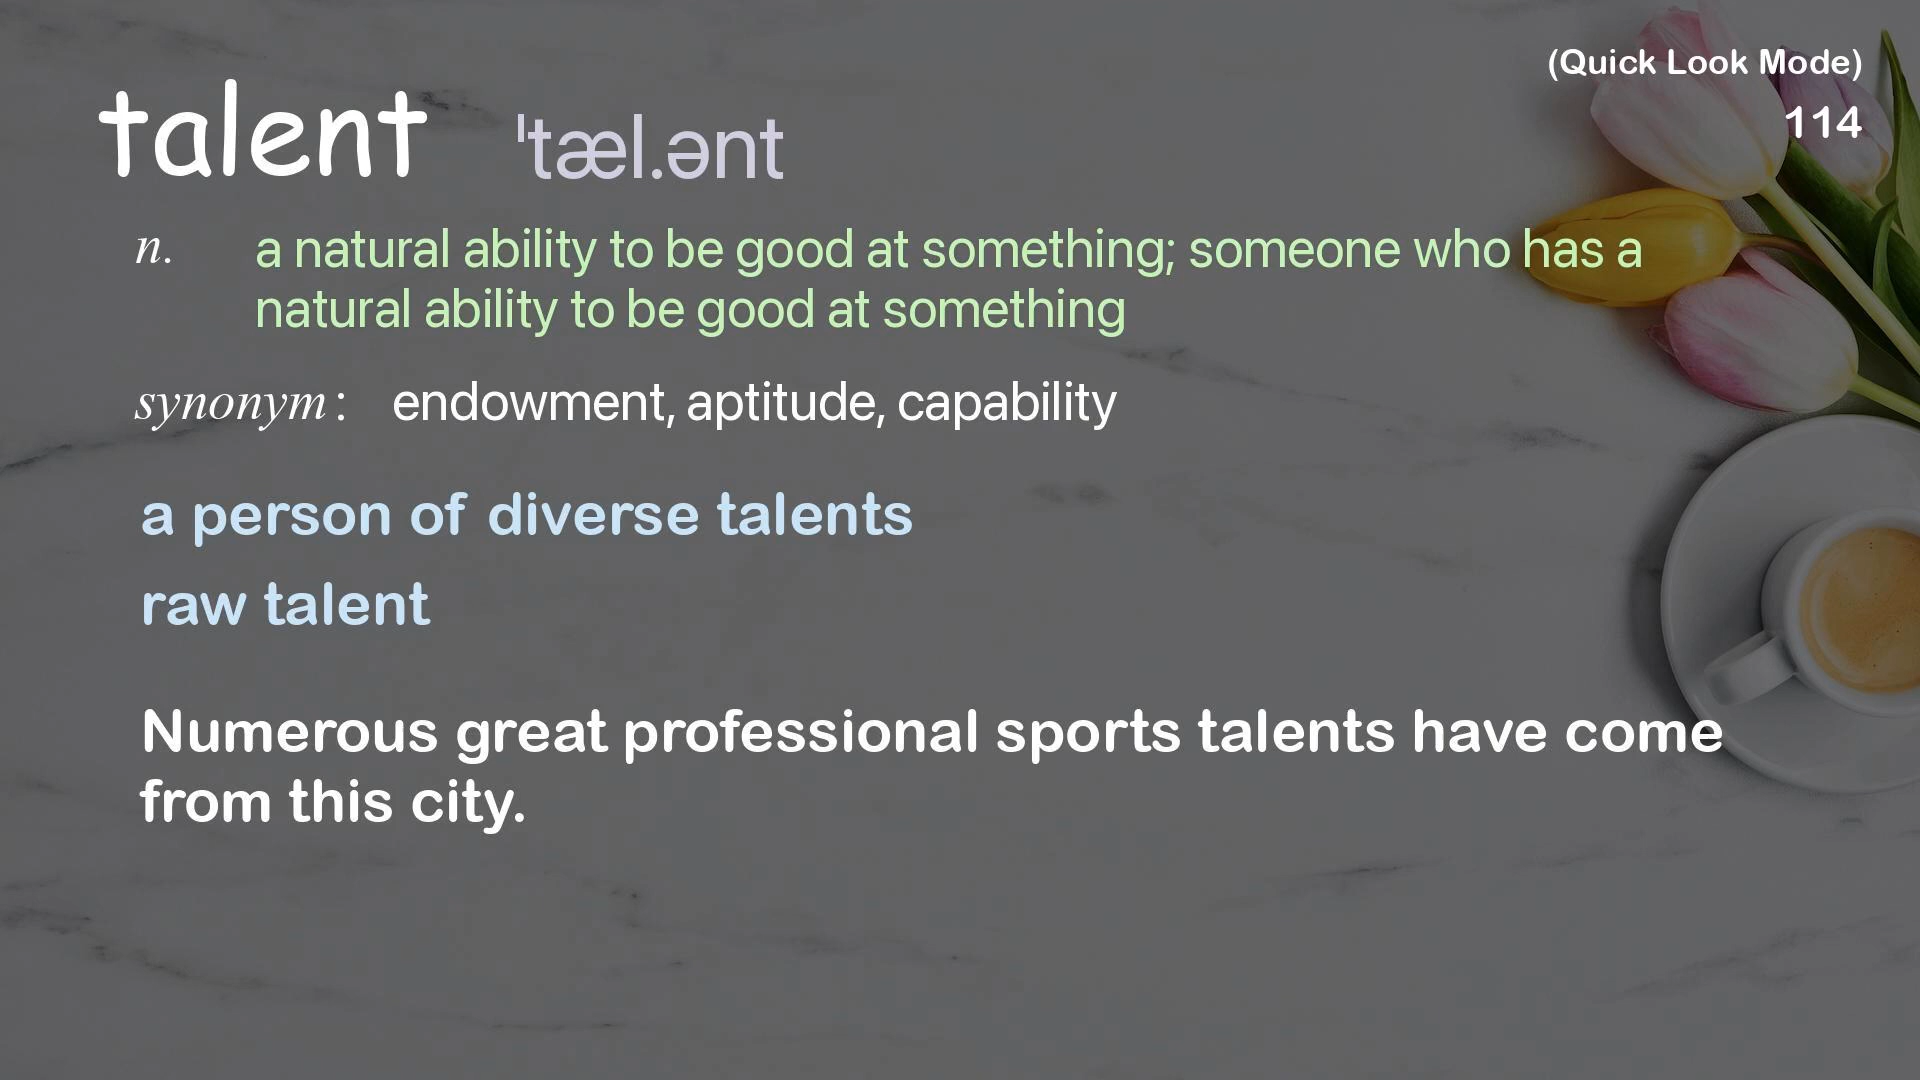 (Quick Look Mode)
114
talent ˈtæl.ənt
n. a natural ability to be good at something; someone who has a
natural ability to be good at something
synonym: endowment, aptitude, capability
a person of diverse talents
raw talent
Numerous great professional sports talents have come
from this city.